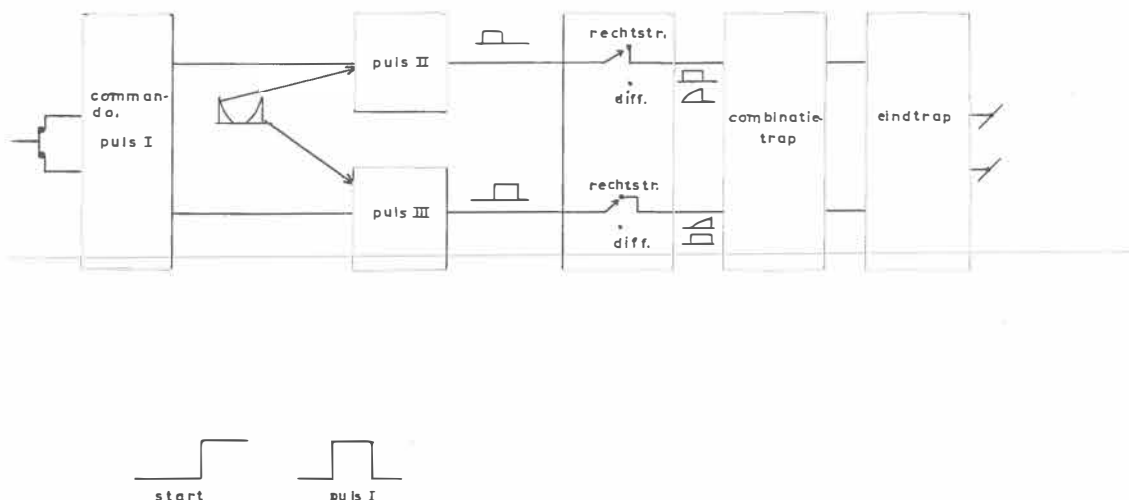 comman-
do.
puls I
puls II
puls III
rechtstr.
diff.
rechtstr.
diff.
combinatie-
trap
eindtrap
start
puls I